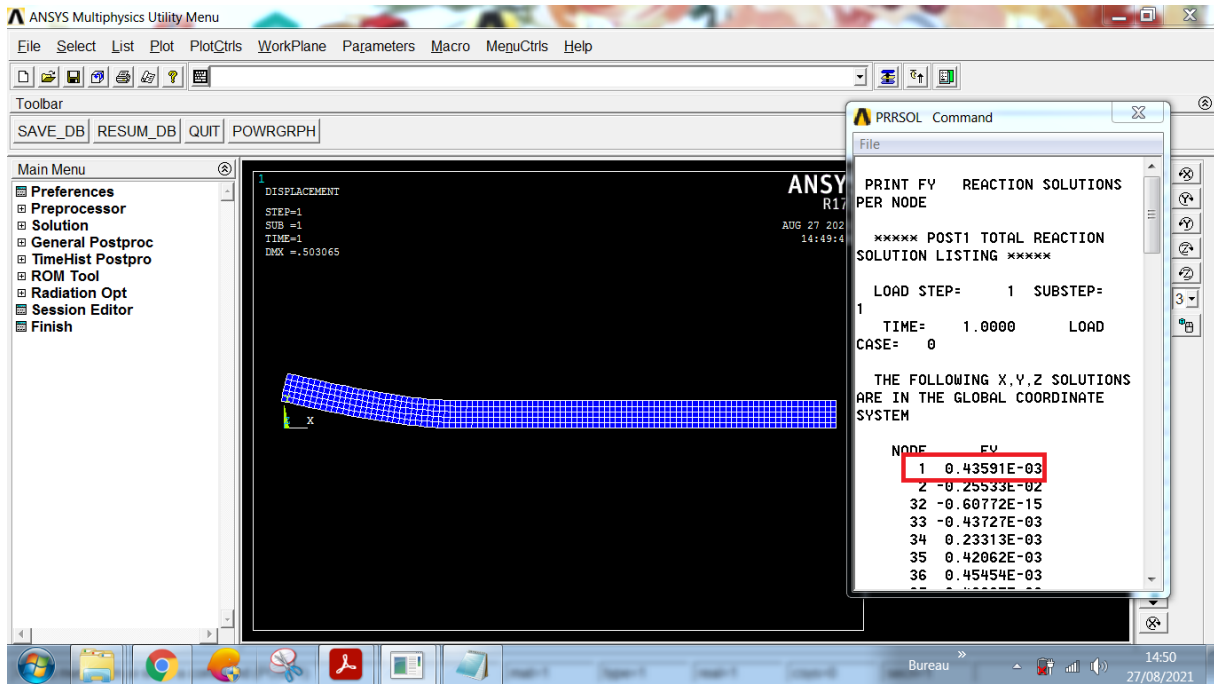 ANSYS Multiphysics Utility Menu
File Select List Plot PlotCtrls WorkPlane Parameters Macro MenuCtrls Help
Toolbar
SAVE_DB RESUM_DB QUIT POWRGRPH
Main Menu
Preferences
Preprocessor
Solution
General Postproc
TimeHist Postpro
ROM Tool
Radiation Opt
Session Editor
Finish
1
DISPLACEMENT
STEP=1
SUB =1
TIME=1
DMX =.503065
ANSY
R17
AUG 27 202
14:49:4
X
PRRSOL Command
File
PRINT FY REACTION SOLUTIONS
PER NODE
***** POST1 TOTAL REACTION
SOLUTION LISTING *****
LOAD STEP= 1 SUBSTEP=
1
TIME= 1.0000 LOAD
CASE= 0
THE FOLLOWING X,Y,Z SOLUTIONS
ARE IN THE GLOBAL COORDINATE
SYSTEM
NODE FY
1 0.43591E-03
2 -0.25533E-02
32 -0.60772E-15
33 -0.43727E-03
34 0.23313E-03
35 0.42062E-03
36 0.45454E-03
3
Bureau
14:50
27/08/2021